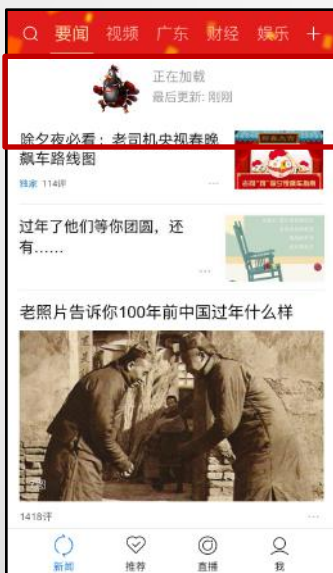 要闻 视频 广东 财经 娱乐 +
正在加载
最后更新: 刚刚
除夕夜必看：老司机央视春晚
飙车路线图
独家 114评
过年了他们等你团圆，还
有……
老照片告诉你100年前中国过年什么样
1418评
新闻 推荐 直播 我